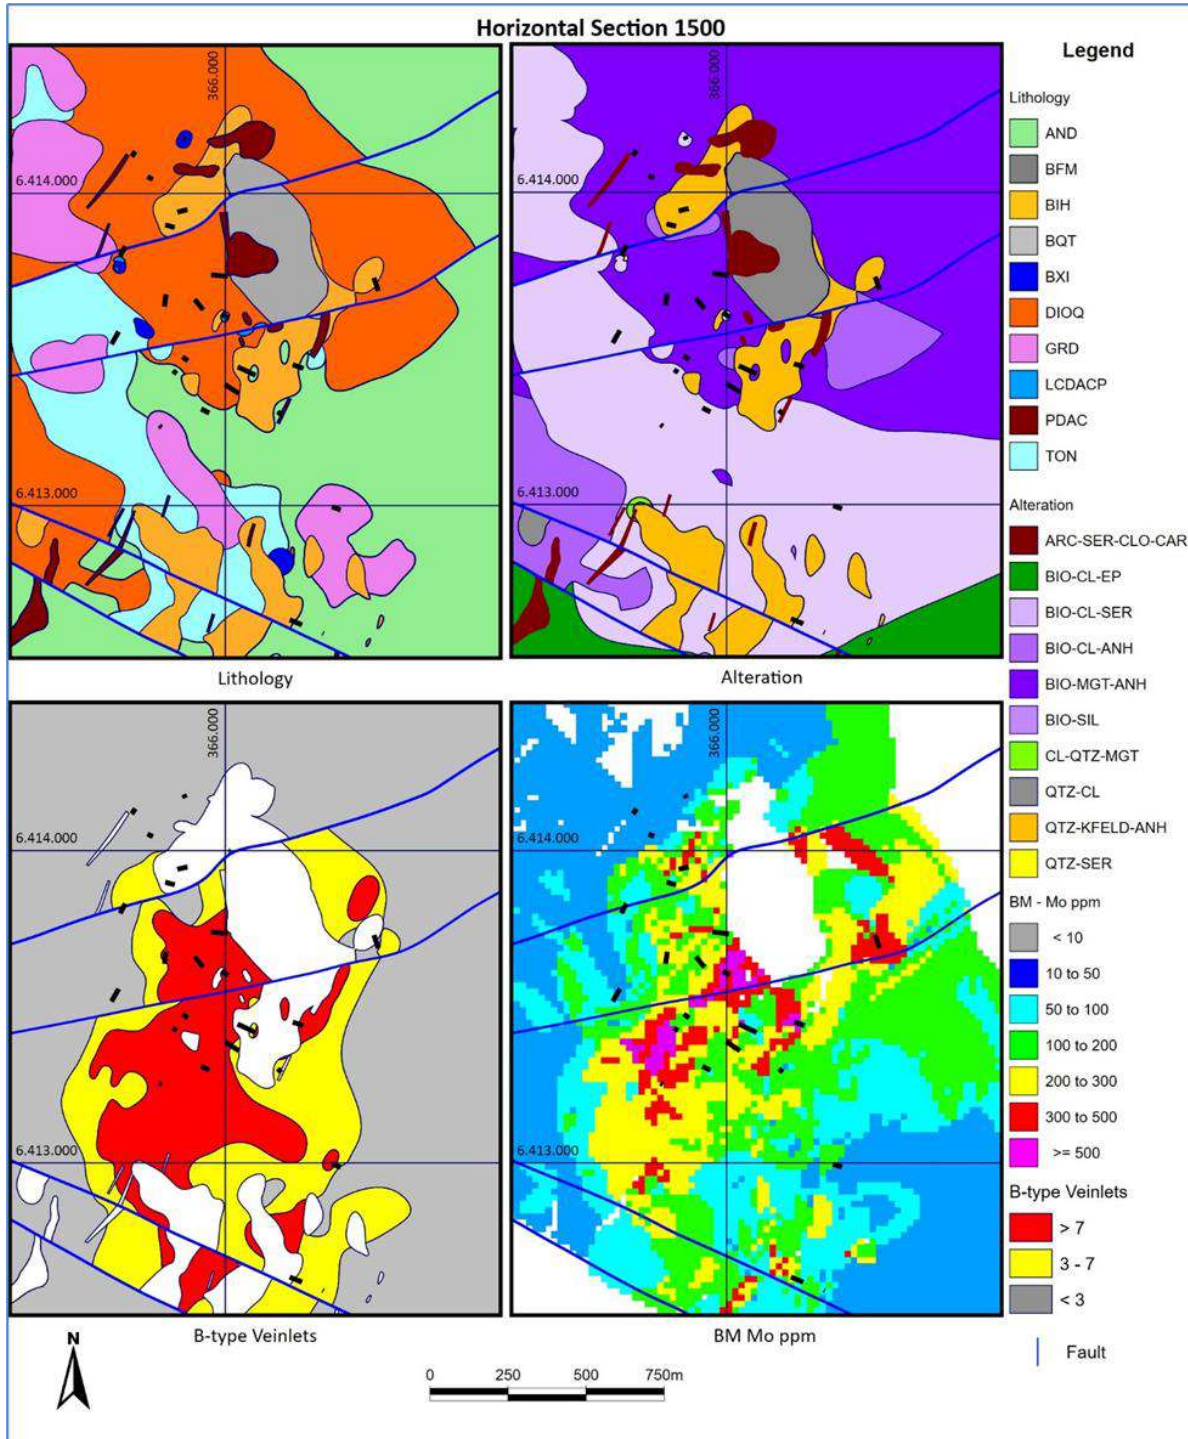 Horizontal Section 1500
366.000
6.414.000
6.413.000
Lithology
366.000
6.414.000
6.413.000
Alteration
366.000
6.414.000
6.413.000
B-type Veinlets
366.000
6.414.000
6.413.000
BM Mo ppm
Legend
Lithology
AND
BFM
BIH
BQT
BXI
DIOQ
GRD
LCDACP
PDAC
TON
Alteration
ARC-SER-CLO-CAR
BIO-CL-EP
BIO-CL-SER
BIO-CL-ANH
BIO-MGT-ANH
BIO-SIL
CL-QTZ-MGT
QTZ-CL
QTZ-KFELD-ANH
QTZ-SER
BM - Mo ppm
< 10
10 to 50
50 to 100
100 to 200
200 to 300
300 to 500
>= 500
B-type Veinlets
> 7
3 - 7
< 3
Fault
N
0 250 500 750m